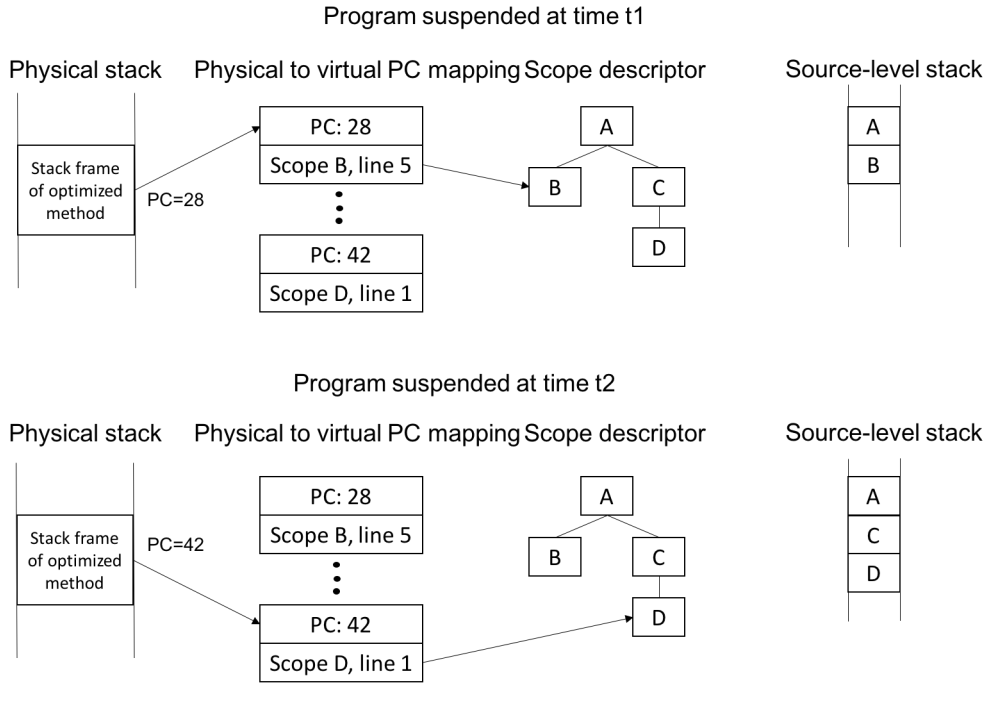 Program suspended at time t1
Physical stack
Physical to virtual PC mapping
Scope descriptor
Source-level stack
Stack frame
of optimized
method
PC=28
PC: 28
Scope B, line 5
PC: 42
Scope D, line 1
A
B
C
D
A
B
Program suspended at time t2
Physical stack
Physical to virtual PC mapping
Scope descriptor
Source-level stack
Stack frame
of optimized
method
PC=42
PC: 28
Scope B, line 5
PC: 42
Scope D, line 1
A
B
C
D
A
C
D